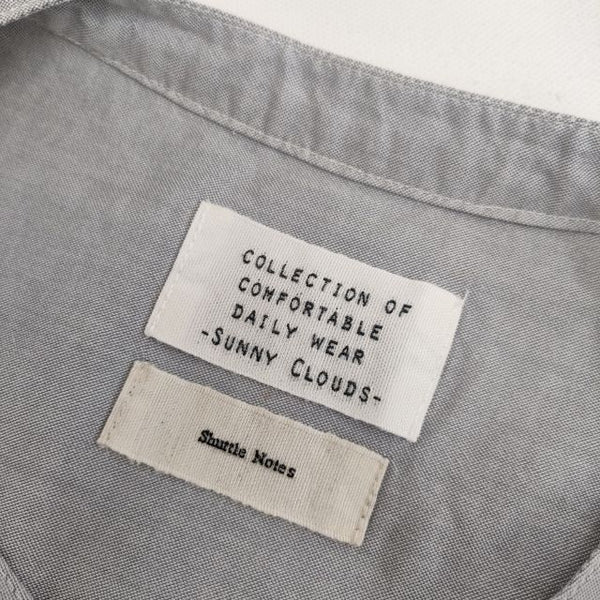 COLLECTION OF
COMFORTABLE
DAILY WEAR
-SUNNY CLOUDS-
Shuttle Notes